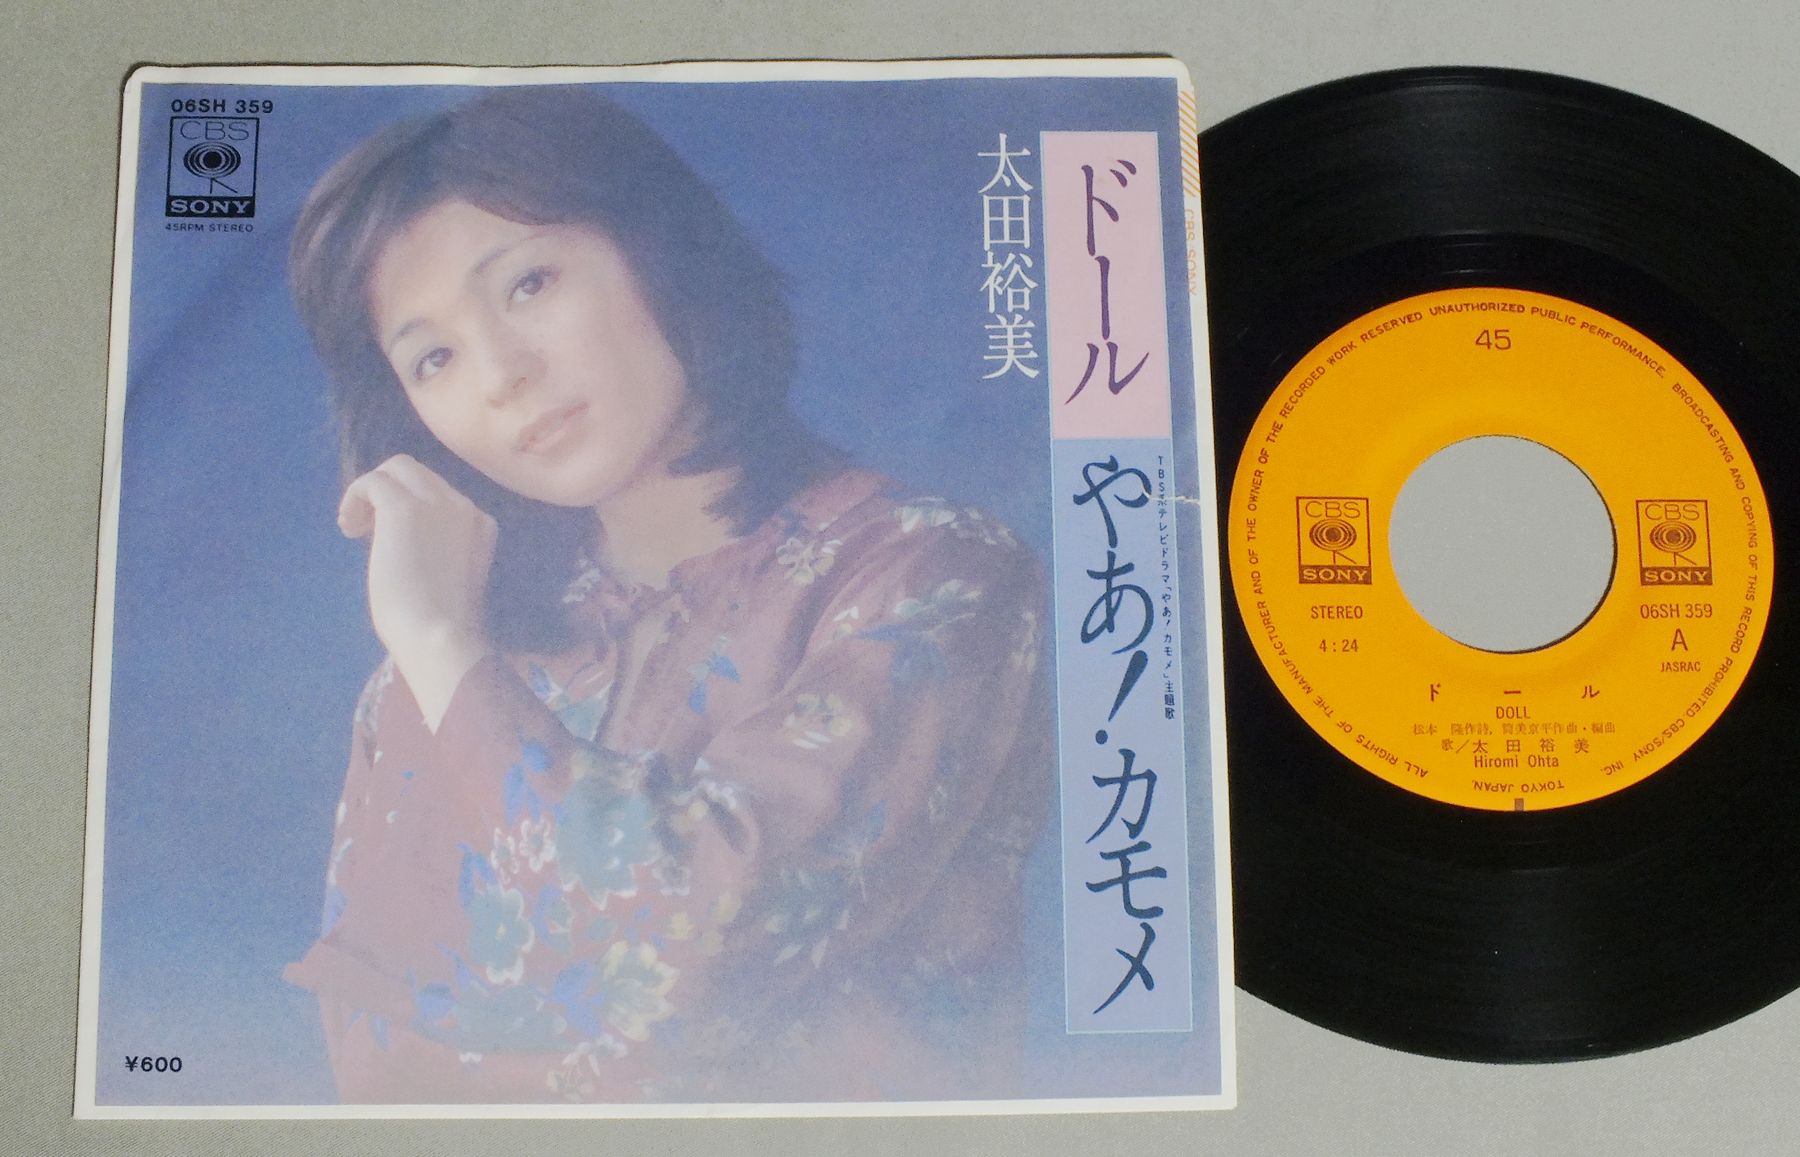 06SH 359
CBS
SONY
45RPM STEREO
太田裕美
ドール
やあ!カモメ
TBS系テレビドラマ「やあ!カモメ」主題歌
CBS SONY
¥600
ALL RIGHTS OF THE MANUFACTURER AND OF THE OWNER OF THE RECORDED WORK RESERVED UNAUTHORIZED PUBLIC PERFORMANCE. BROADCASTING AND COPYING OF THIS RECORD PROHIBITED CBS/SONY INC. TOKYO JAPAN.
45
CBS
SONY
CBS
SONY
STEREO
4:24
06SH 359
A
JASRAC
ドール
DOLL
松本 隆作詩, 筒美京平作曲・編曲
歌/太田裕美
Hiromi Ohta